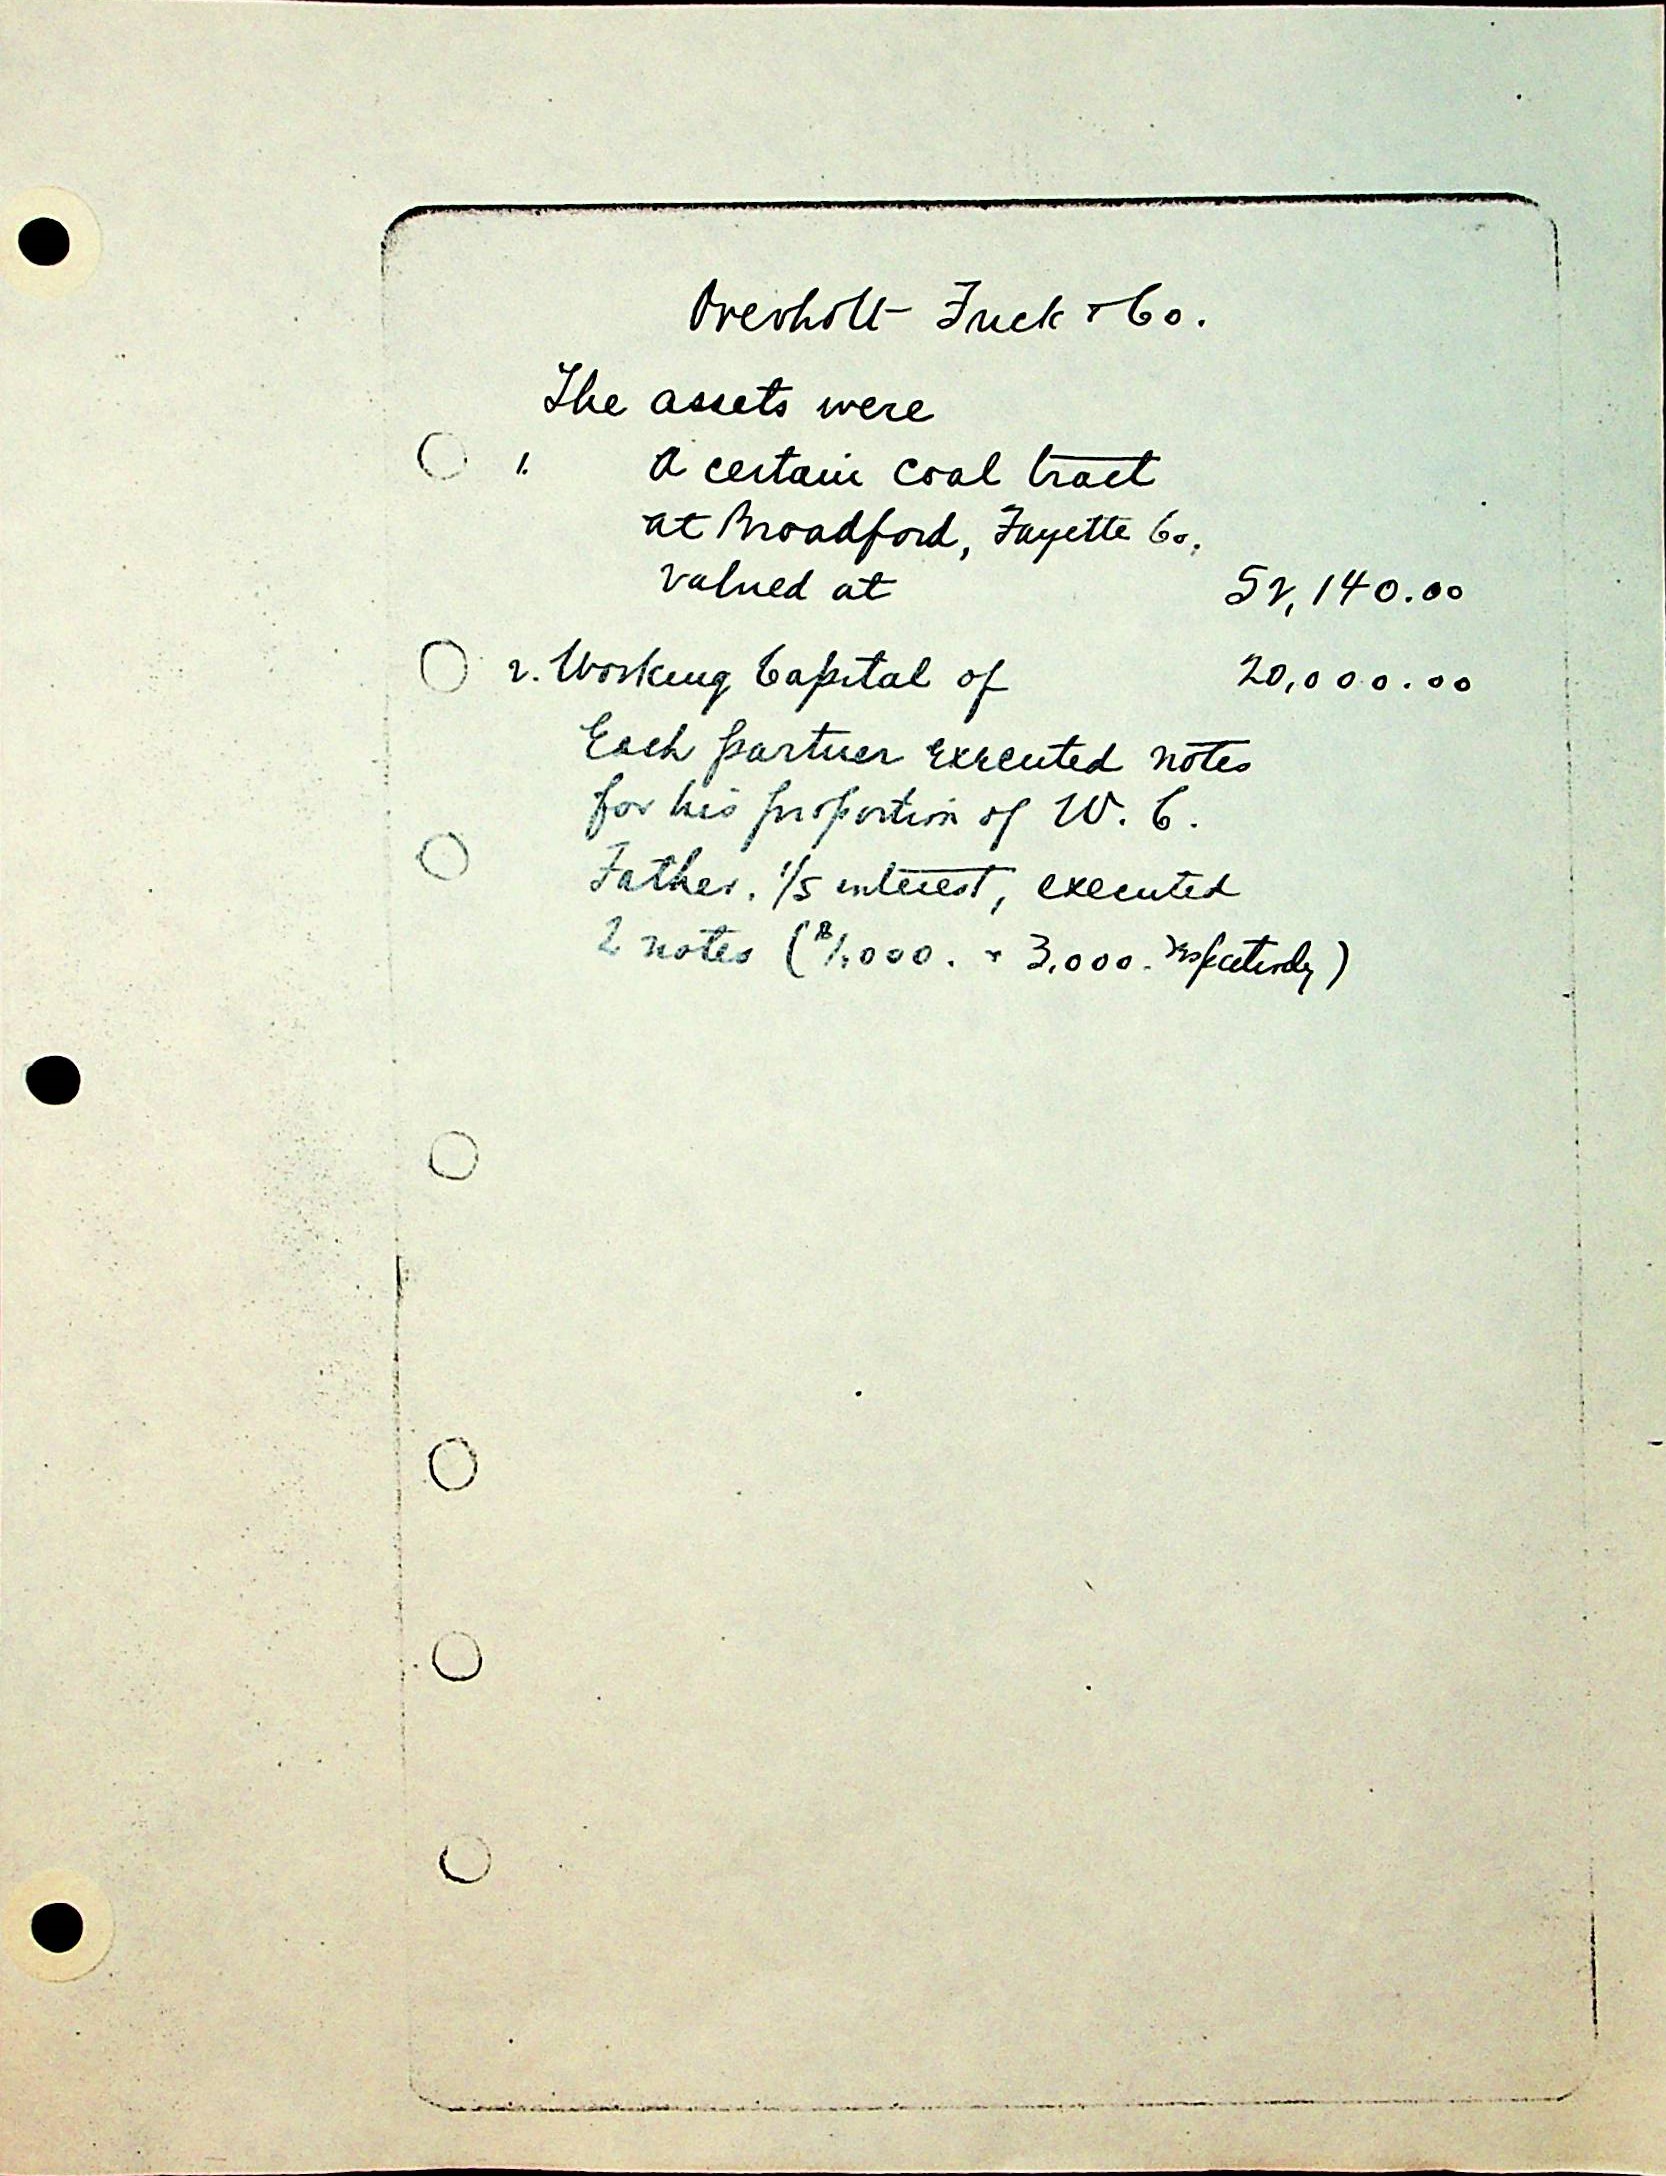 Overholt Frick & Co.
The assets were
1. A certain coal tract
at Broadford, Fayette Co.
valued at 52,140.00
2. Working Capital of 20,000.00
Each partner executed notes
for his proportion of W. C.
Father. 1/5 interest, executed
2 notes ($1,000. & 3,000. respectively)